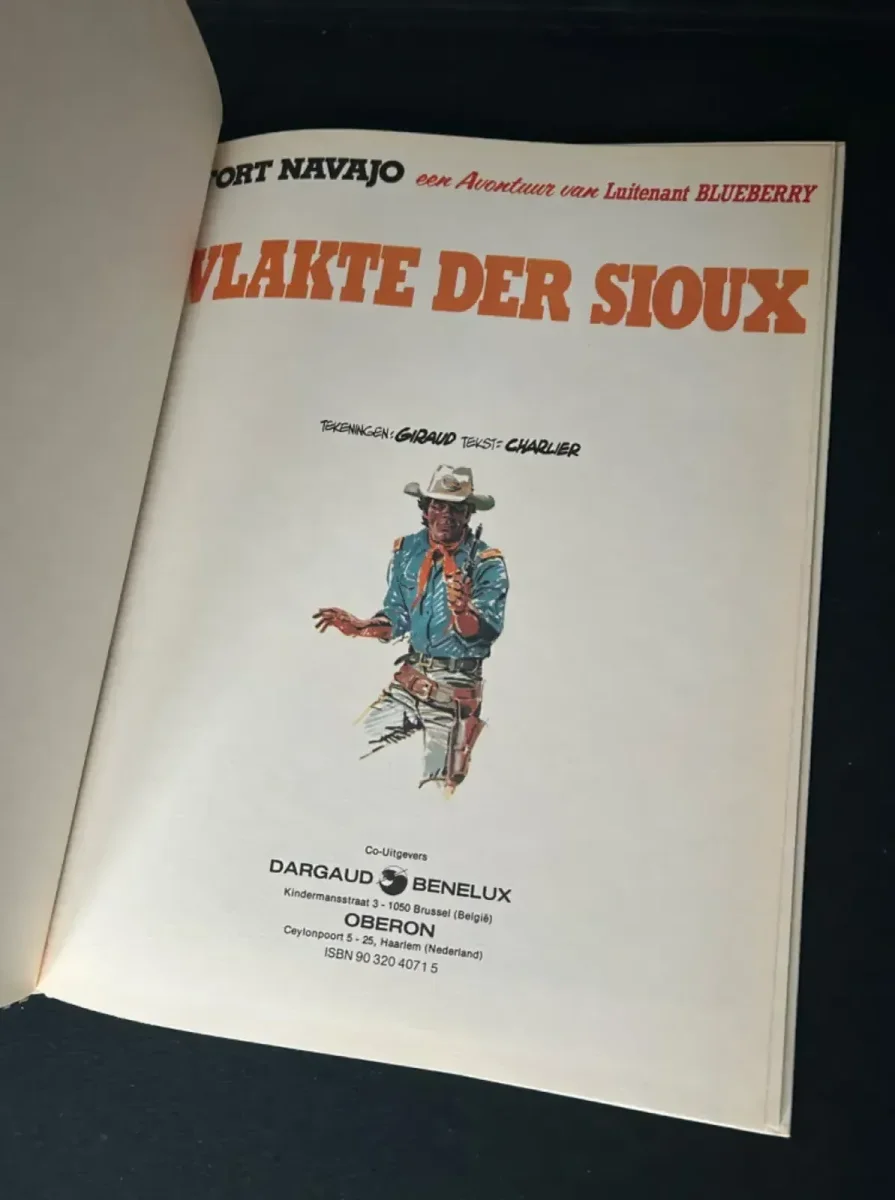 FORT NAVAJO een Avontuur van Luitenant BLUEBERRY
VLAKTE DER SIOUX
TEKENINGEN: GIRAUD TEKST: CHARLIER
Co-Uitgevers
DARGAUD BENELUX
Kindermansstraat 3 - 1050 Brussel (België)
OBERON
Ceylonpoort 5 - 25, Haarlem (Nederland)
ISBN 90 320 4071 5